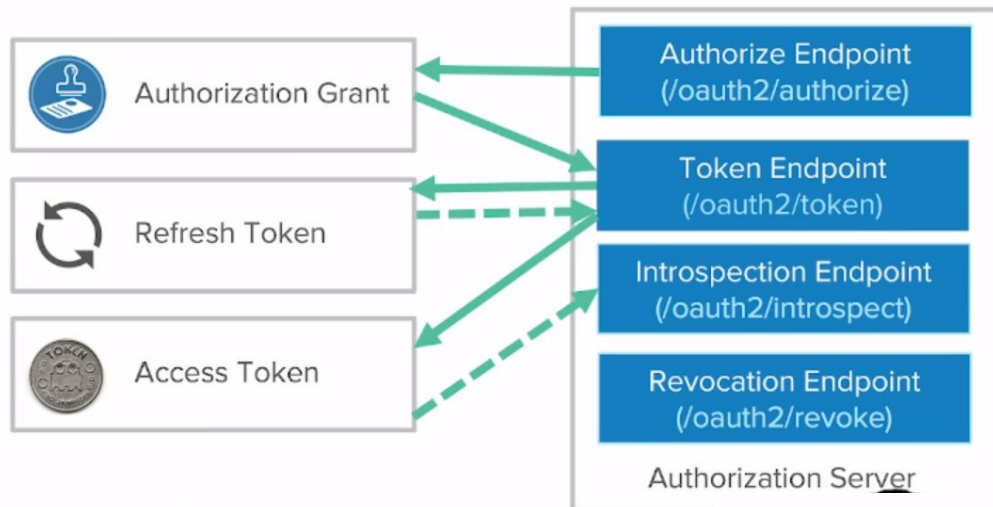 Authorization Grant
Refresh Token
TOKEN
Access Token
Authorize Endpoint
(/oauth2/authorize)
Token Endpoint
(/oauth2/token)
Introspection Endpoint
(/oauth2/introspect)
Revocation Endpoint
(/oauth2/revoke)
Authorization Server